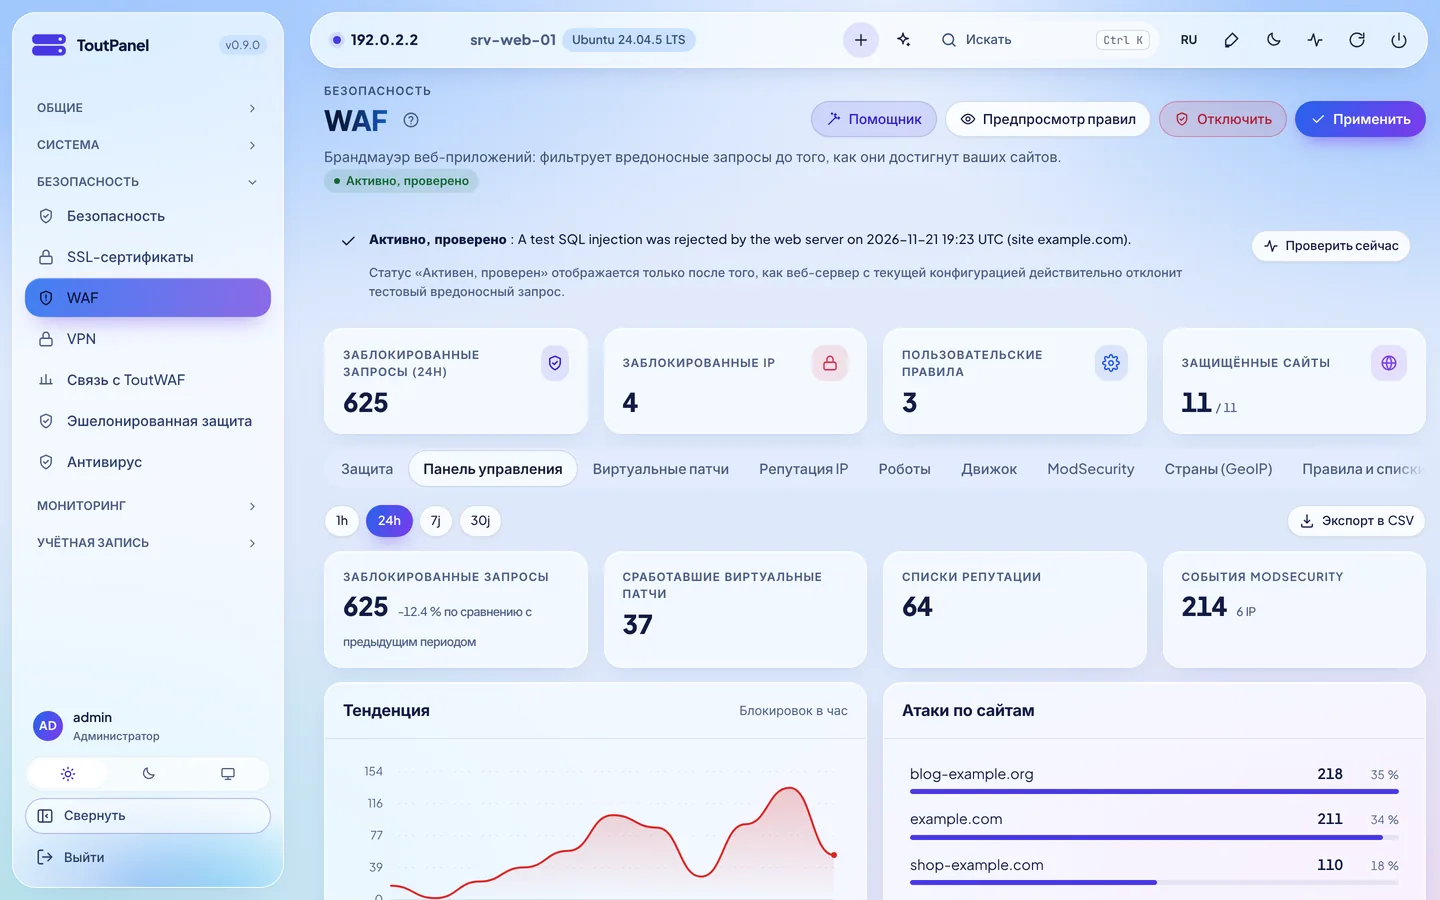 ToutPanel
v0.9.0
ОБЩИЕ
СИСТЕМА
БЕЗОПАСНОСТЬ
Безопасность
SSL-сертификаты
WAF
VPN
Связь с ToutWAF
Эшелонированная защита
Антивирус
МОНИТОРИНГ
УЧЁТНАЯ ЗАПИСЬ
AD
admin
Администратор
Свернуть
Выйти
192.0.2.2
srv-web-01
Ubuntu 24.04.5 LTS
Искать
Ctrl K
RU
БЕЗОПАСНОСТЬ
WAF
Помощник
Предпросмотр правил
Отключить
Применить
Брандмауэр веб-приложений: фильтрует вредоносные запросы до того, как они достигнут ваших сайтов.
Активно, проверено
Активно, проверено : A test SQL injection was rejected by the web server on 2026-11-21 19:23 UTC (site example.com).
Статус «Активен, проверен» отображается только после того, как веб-сервер с текущей конфигурацией действительно отклонит
тестовый вредоносный запрос.
Проверить сейчас
ЗАБЛОКИРОВАННЫЕ
ЗАПРОСЫ (24H)
625
ЗАБЛОКИРОВАННЫЕ IP
4
ПОЛЬЗОВАТЕЛЬСКИЕ
ПРАВИЛА
3
ЗАЩИЩЁННЫЕ САЙТЫ
11 / 11
Защита
Панель управления
Виртуальные патчи
Репутация IP
Роботы
Движок
ModSecurity
Страны (GeoIP)
Правила и списк
1h
24h
7j
30j
Экспорт в CSV
ЗАБЛОКИРОВАННЫЕ ЗАПРОСЫ
625 -12.4 % по сравнению с
предыдущим периодом
СРАБОТАВШИЕ ВИРТУАЛЬНЫЕ
ПАТЧИ
37
СПИСКИ РЕПУТАЦИИ
64
СОБЫТИЯ MODSECURITY
214 6 IP
Тенденция
Блокировок в час
154
116
77
39
0
Атаки по сайтам
blog-example.org 218 35 %
example.com 211 34 %
shop-example.com 110 18 %